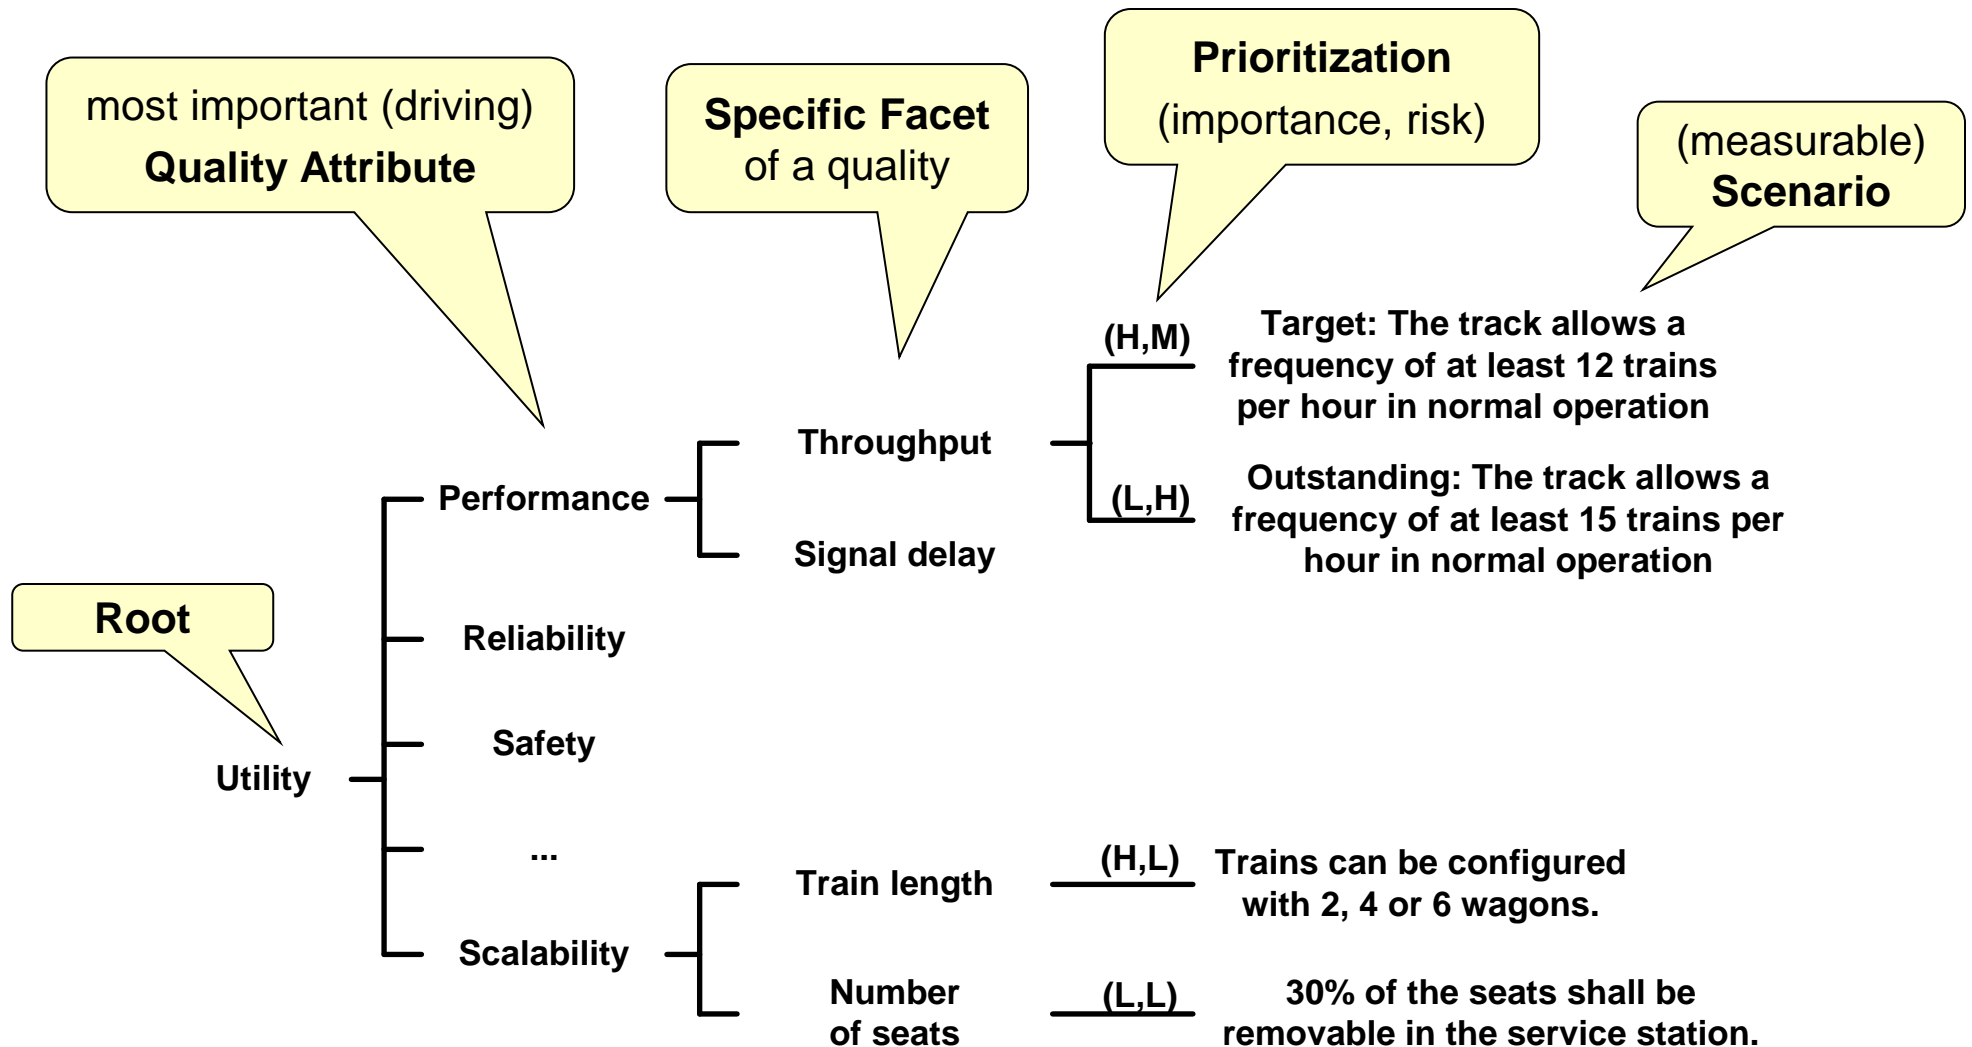 most important (driving)
Quality Attribute
Specific Facet
of a quality
Prioritization
(importance, risk)
(measurable)
Scenario
Root
Utility
Performance
Reliability
Safety
...
Scalability
Throughput
Signal delay
Train length
Number
of seats
(H,M)
Target: The track allows a
frequency of at least 12 trains
per hour in normal operation
(L,H)
Outstanding: The track allows a
frequency of at least 15 trains per
hour in normal operation
(H,L)
Trains can be configured
with 2, 4 or 6 wagons.
(L,L)
30% of the seats shall be
removable in the service station.